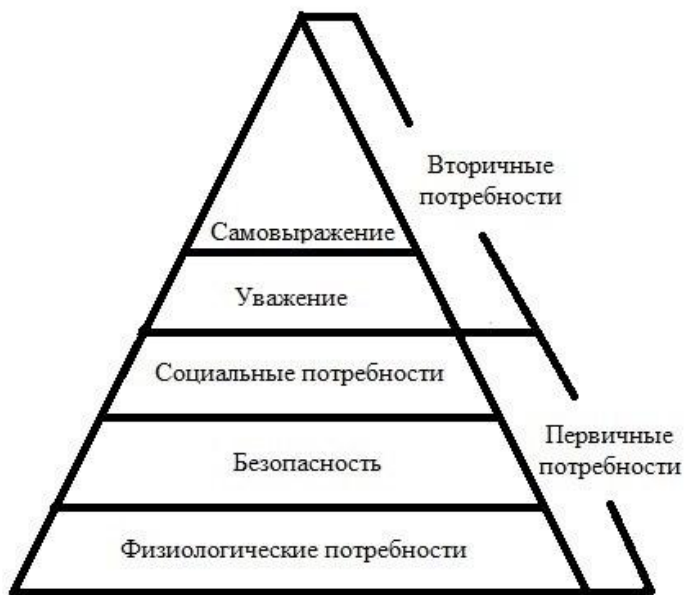 Вторичные
потребности
Самовыражение
Уважение
Социальные потребности
Первичные
потребности
Безопасность
Физиологические потребности